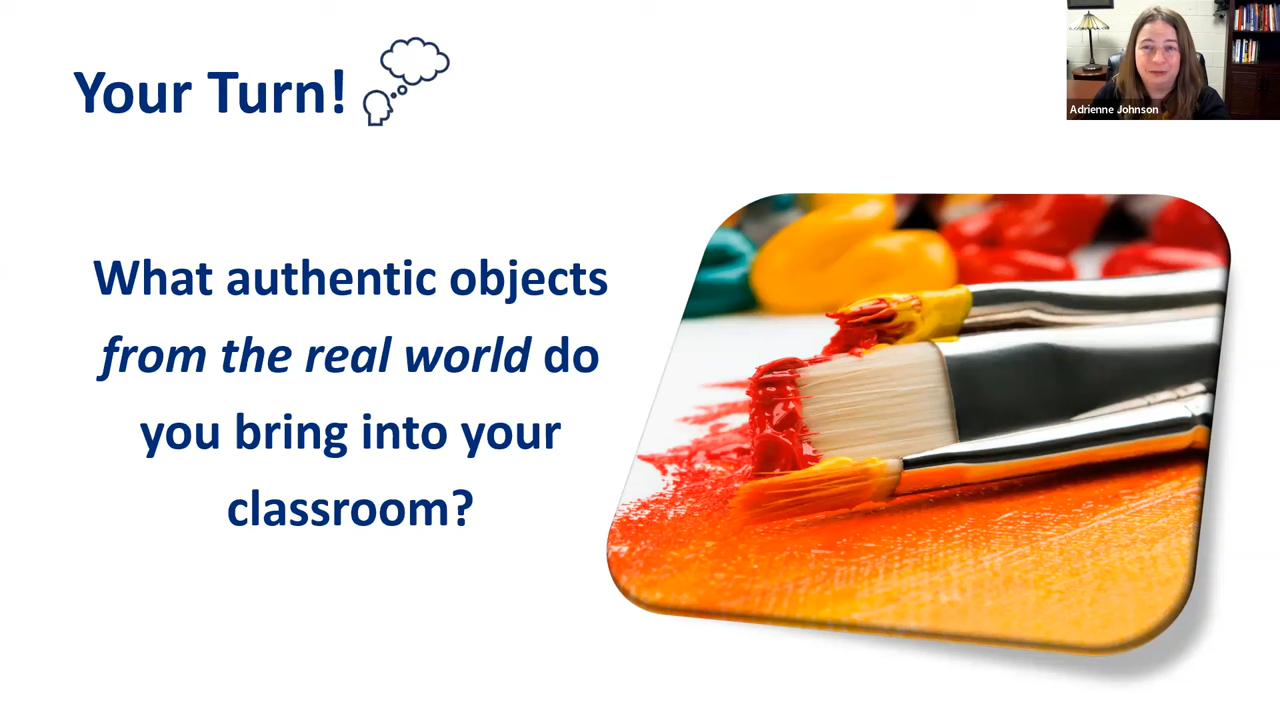 Your Turn!
Adrienne Johnson
What authentic objects
from the real world do
you bring into your
classroom?